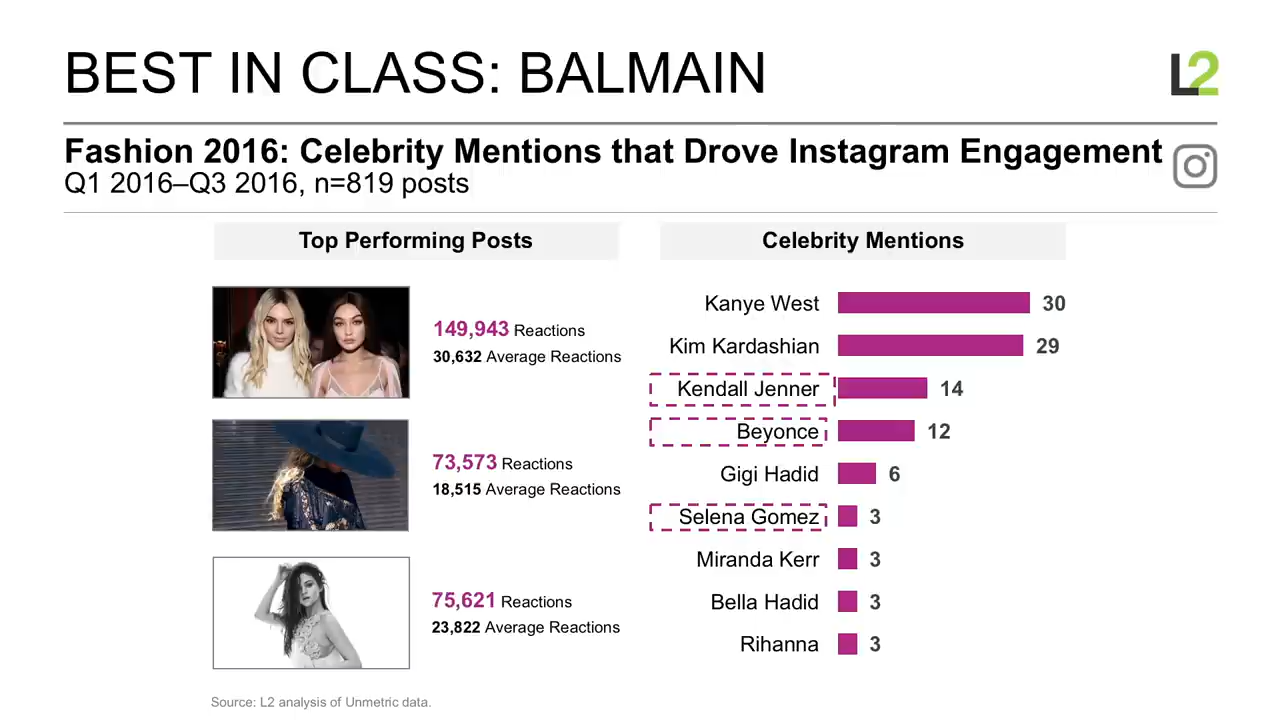 BEST IN CLASS: BALMAIN
L2
Fashion 2016: Celebrity Mentions that Drove Instagram Engagement
Q1 2016–Q3 2016, n=819 posts
Top Performing Posts
149,943 Reactions
30,632 Average Reactions
73,573 Reactions
18,515 Average Reactions
75,621 Reactions
23,822 Average Reactions
Celebrity Mentions
Kanye West 30
Kim Kardashian 29
Kendall Jenner 14
Beyonce 12
Gigi Hadid 6
Selena Gomez 3
Miranda Kerr 3
Bella Hadid 3
Rihanna 3
Source: L2 analysis of Unmetric data.